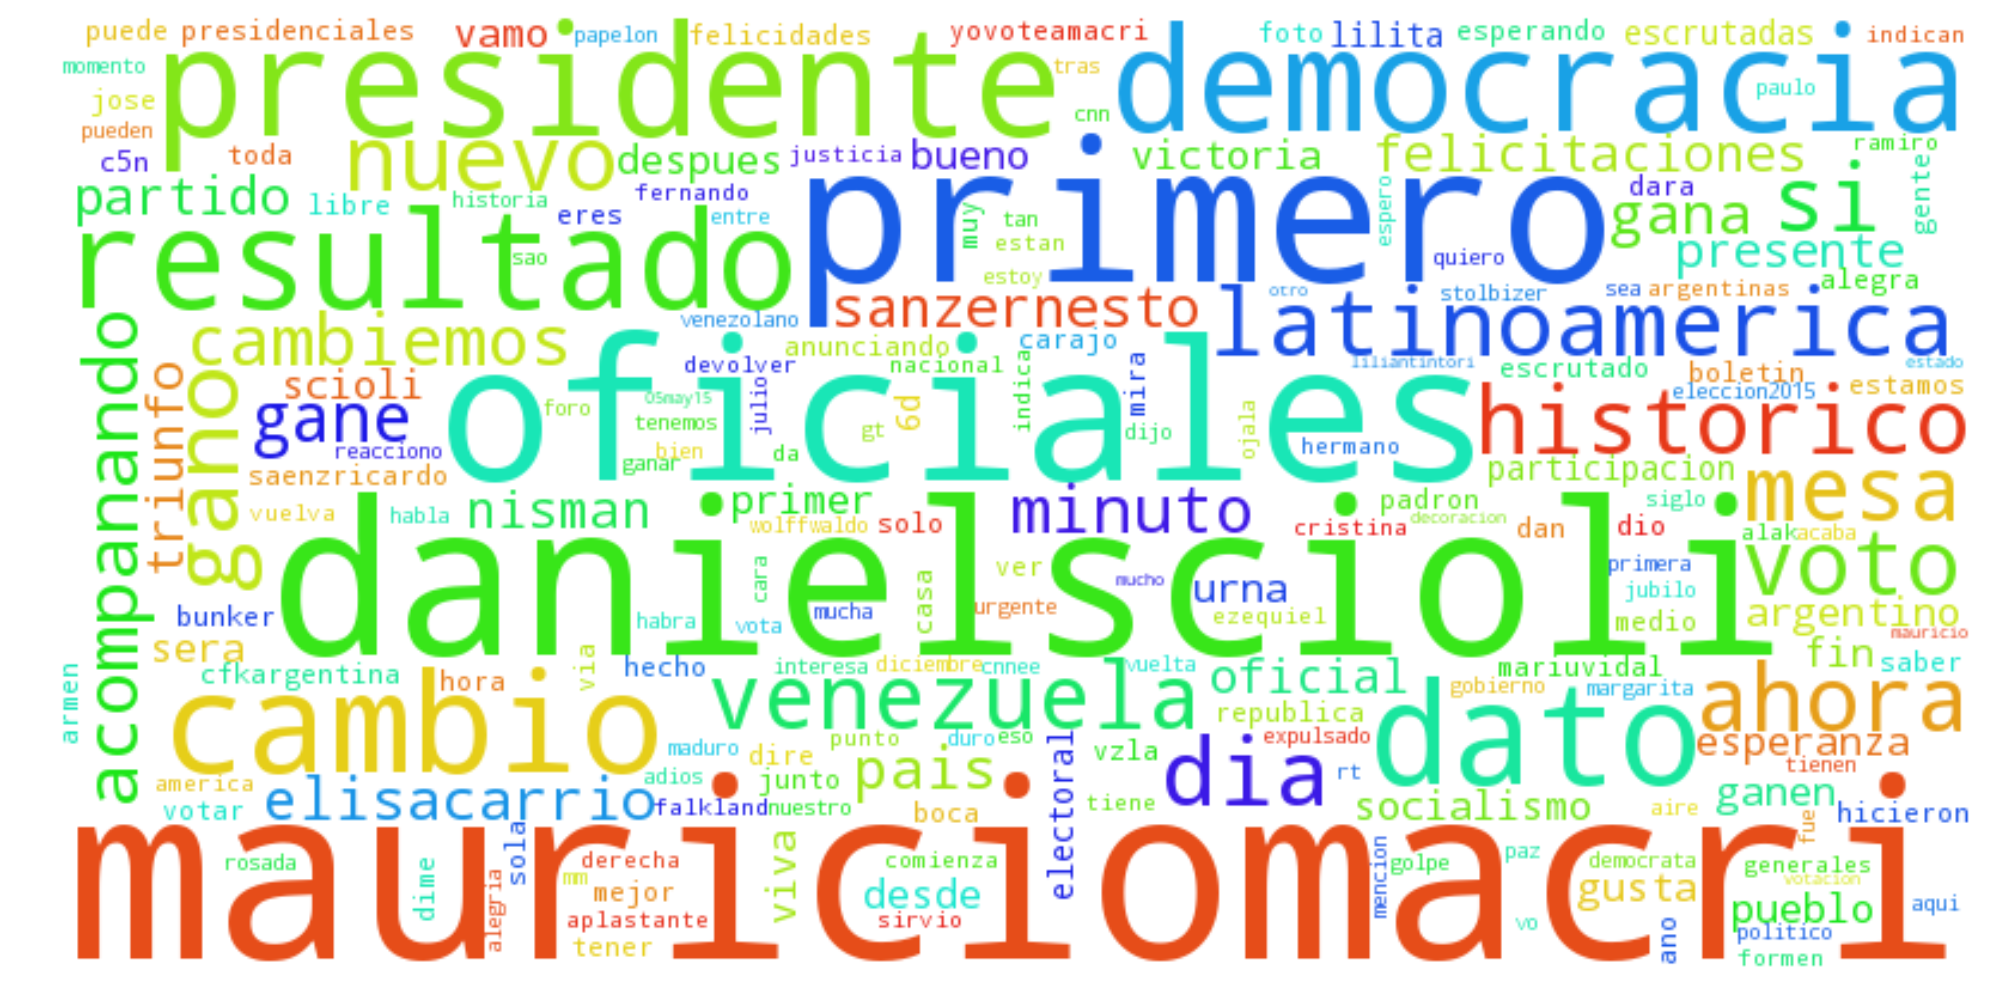 puede presidenciales vamo papelon felicidades yovoteamacri foto lilita esperando escrutadas indican
momento presidente tras democracia paulo
jose cnn
pueden
c5n toda nuevo despues justicia bueno victoria felicitaciones ramiro
partido libre historia fernando primero dara si gente
eres entre muy tan espero gana
resultado sao estan quiero presente
estoy alegra
sanzernesto otro stolbizer sea argentinas
acompanando cambiemos venezolano anunciando carajo latinoamerica
triunfo scioli devolver nacional indica mira liliantintori escrutado boletin estado
gano gane oficiales julio 05may15 foro 6d historico eleccion2015 estamos
tenemos gt dijo ojala
reacciono bien da hermano
saenzricardo ganar participacion mesa
vuelva habla nisman primer minuto padron siglo
wolffwaldo solo cristina decoracion dan dio alak acaba
danielscioli cara ver mucho primera voto
bunker mucha casa urgente urna jubilo
habra vota ezequiel medio argentino
sera mauricio
armen cfkargentina hora via hecho interesa diciembre cnnee vuelta oficial mariuvidal fin saber
cambio venezuela gobierno margarita ahora
republica dato
maduro dire punto duro eso electoral vzla expulsado esperanza
america adios junto pais dia rt tienen
votar elisacarrio falkland nuestro boca tiene socialismo aire ganen hicieron
mauriciomacri fue
rosada dime alegria sola derecha viva comienza mencion golpe paz democrata generales
mm mejor desde gusta votacion
aplastante sirvio vo pueblo aqui
tener ano politico
formen